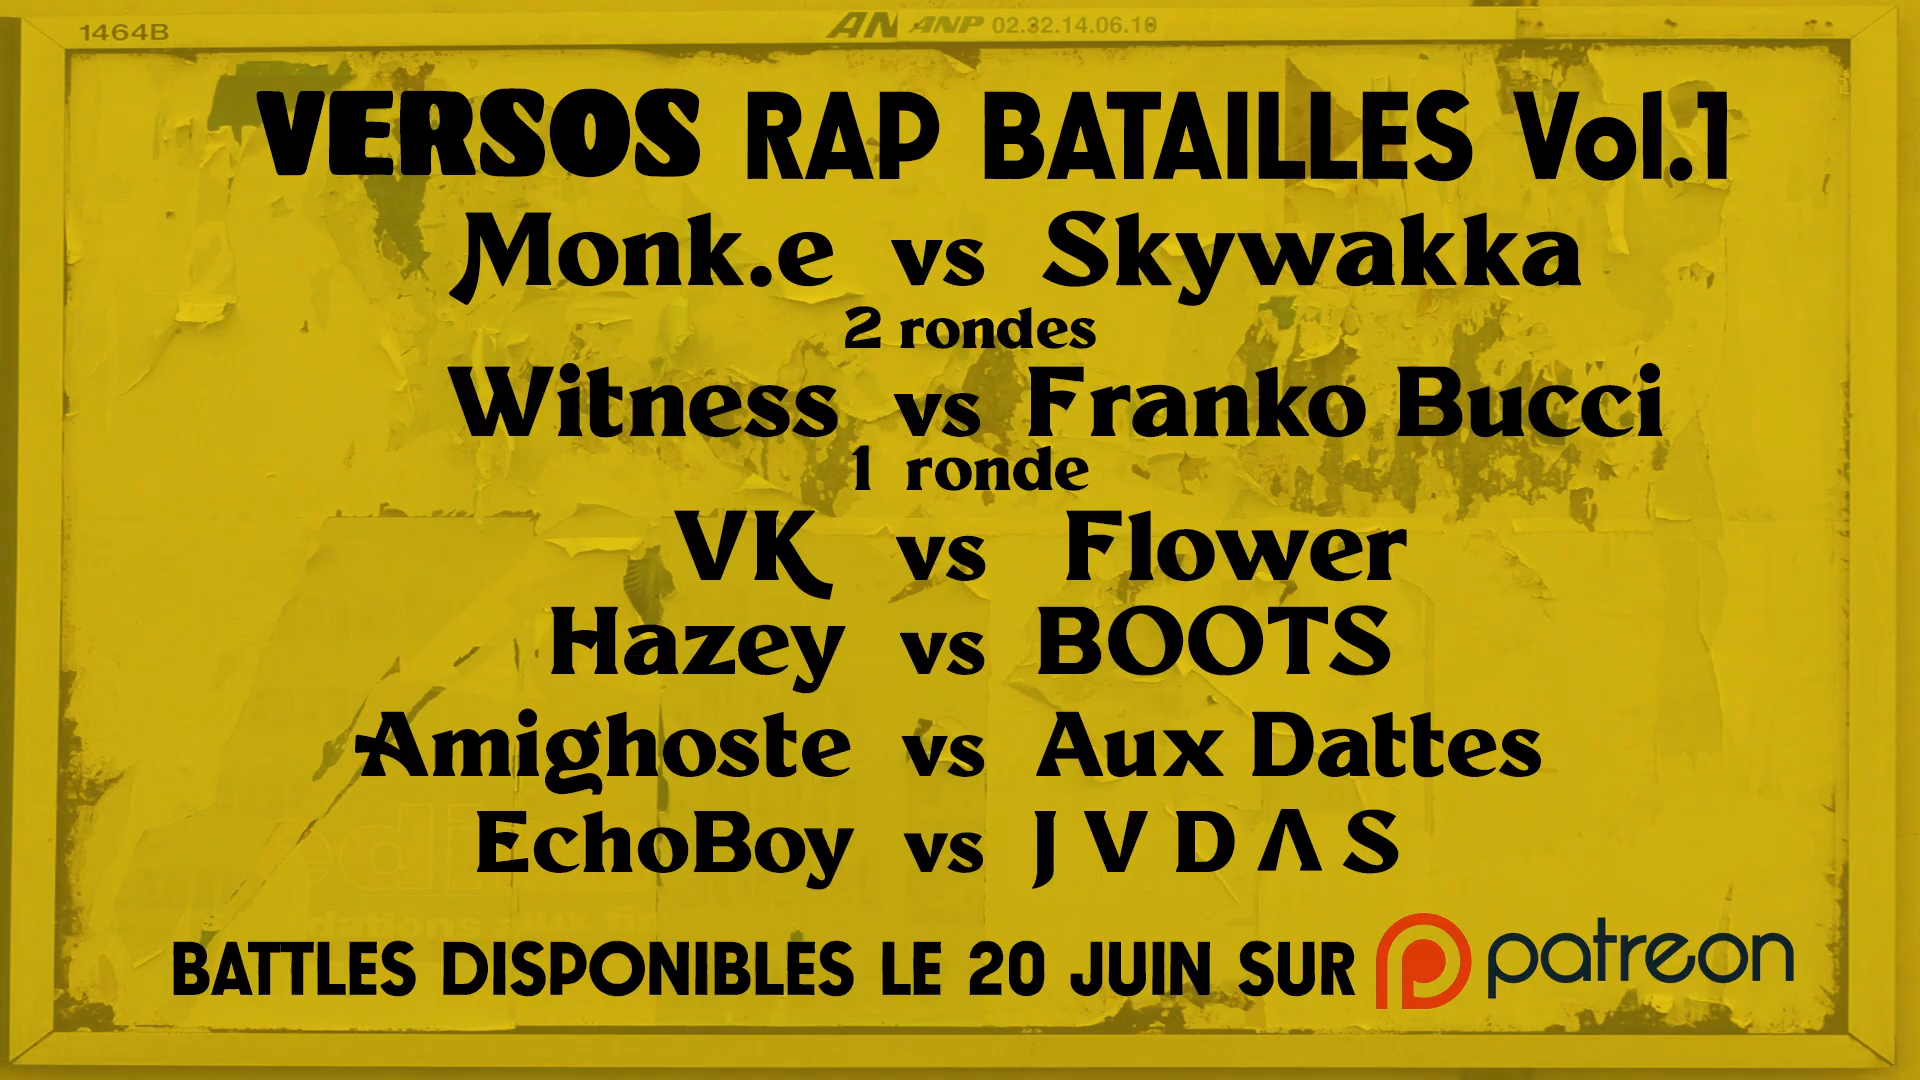 1464B
AN ANP 02.32.14.06.10
VERSOS RAP BATAILLES Vol.1
Monk.e vs Skywakka
2 rondes
Witness vs Franko Bucci
1 ronde
VK vs Flower
Hazey vs BOOTS
Amighoste vs Aux Dattes
EchoBoy vs J V D Λ S
dations aux
BATTLES DISPONIBLES LE 20 JUIN SUR patreon